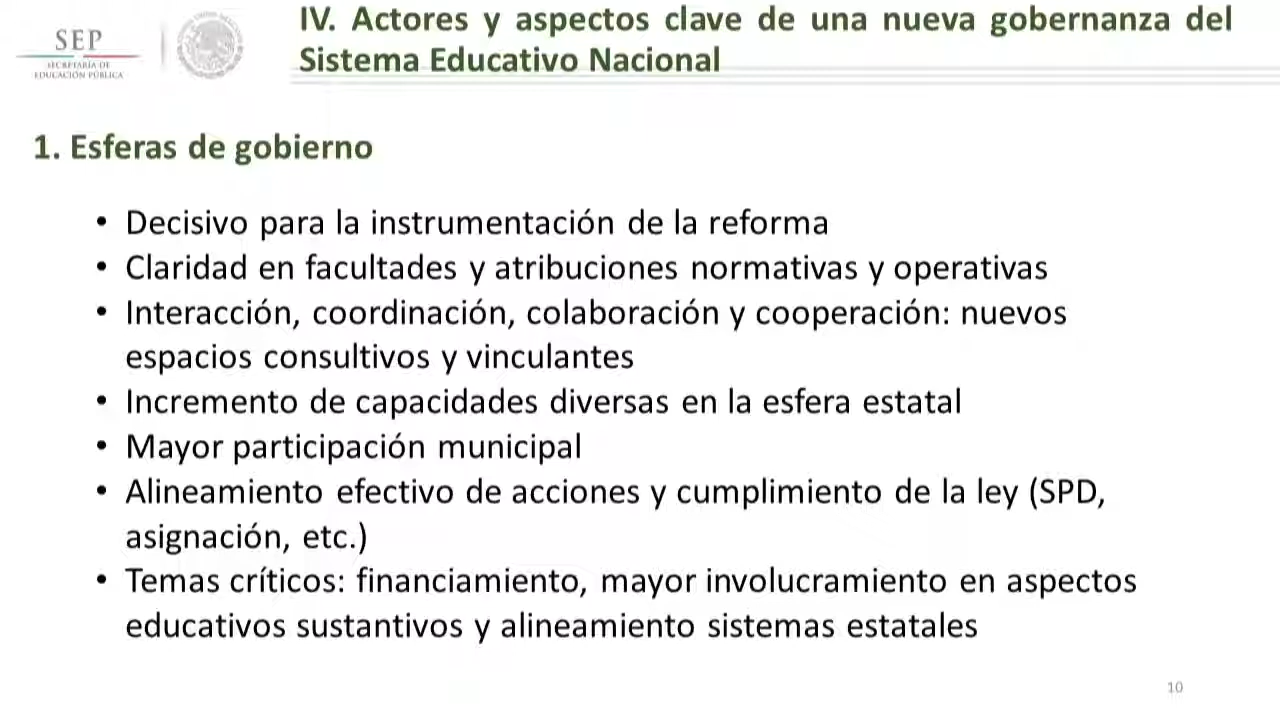 IV. Actores y aspectos clave de una nueva gobernanza del
Sistema Educativo Nacional
SEP
SECRETARÍA DE
EDUCACIÓN PÚBLICA
1. Esferas de gobierno
• Decisivo para la instrumentación de la reforma
• Claridad en facultades y atribuciones normativas y operativas
• Interacción, coordinación, colaboración y cooperación: nuevos
espacios consultivos y vinculantes
• Incremento de capacidades diversas en la esfera estatal
• Mayor participación municipal
• Alineamiento efectivo de acciones y cumplimiento de la ley (SPD,
asignación, etc.)
• Temas críticos: financiamiento, mayor involucramiento en aspectos
educativos sustantivos y alineamiento sistemas estatales
10